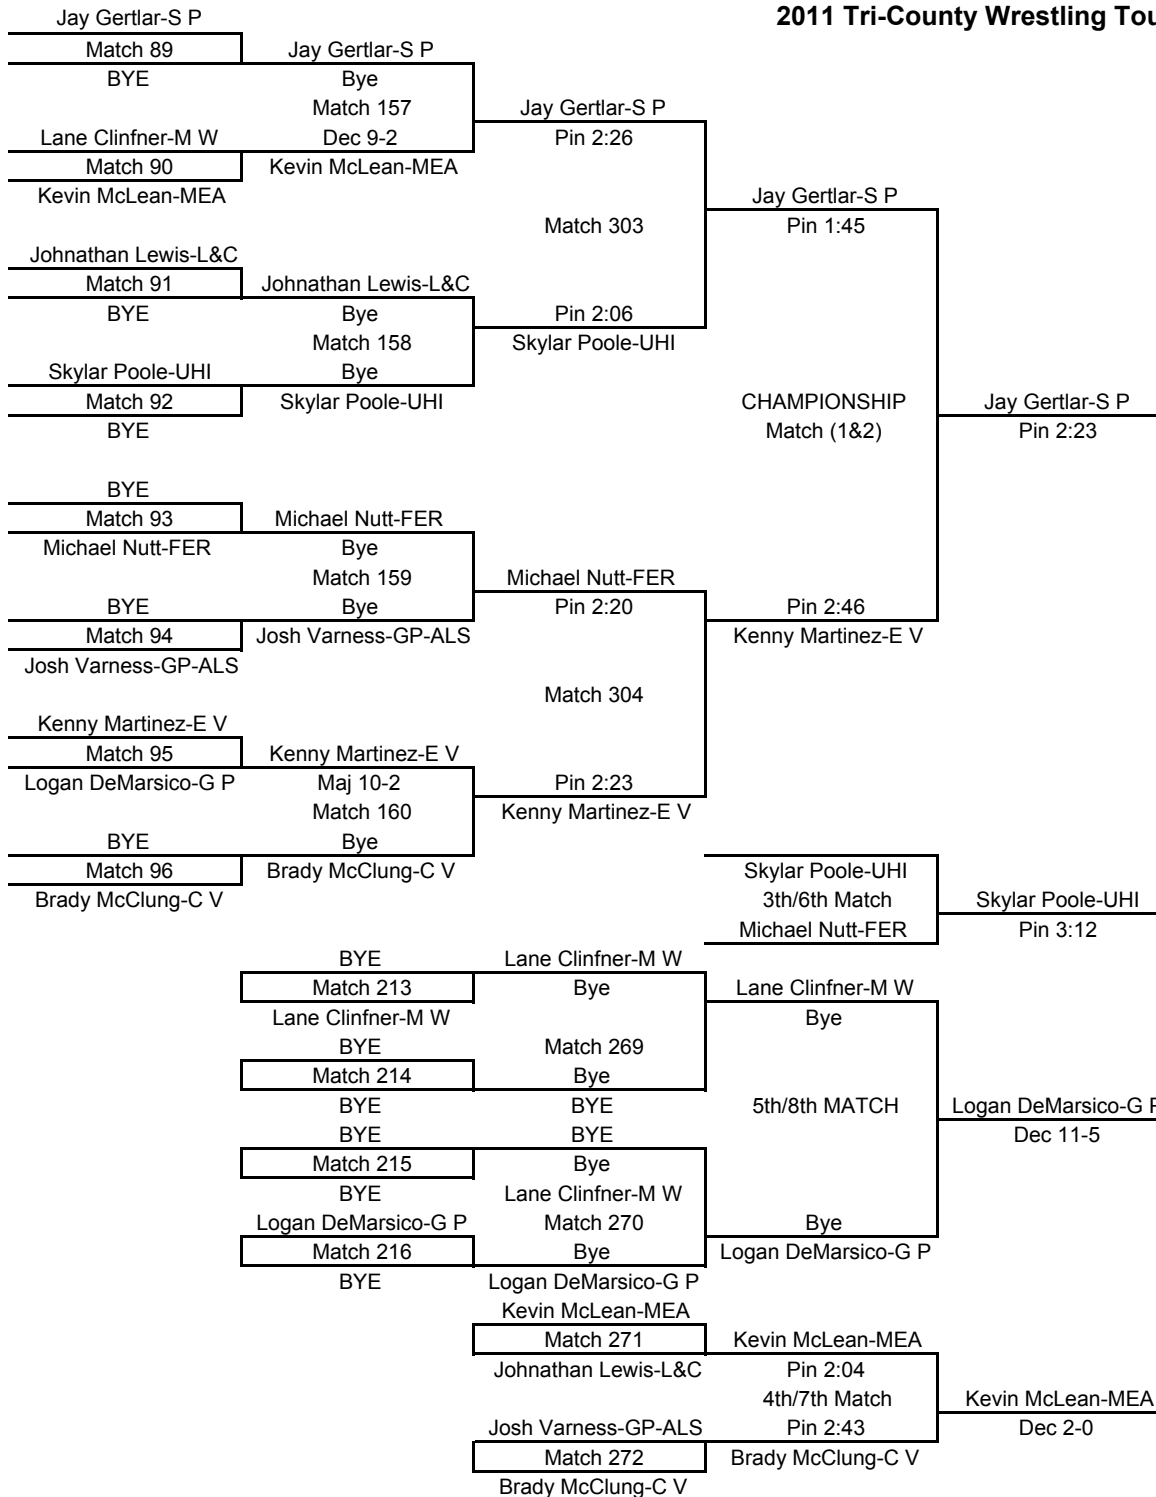 2011 Tri-County Wrestling Tou
Jay Gertlar-S P
Match 89
BYE
Jay Gertlar-S P
Bye
Match 157
Dec 9-2
Kevin McLean-MEA
Lane Clinfner-M W
Match 90
Kevin McLean-MEA
Jay Gertlar-S P
Pin 2:26
Match 303
Pin 2:06
Skylar Poole-UHI
Johnathan Lewis-L&C
Match 91
BYE
Johnathan Lewis-L&C
Bye
Match 158
Bye
Skylar Poole-UHI
Skylar Poole-UHI
Match 92
BYE
Jay Gertlar-S P
Pin 1:45
CHAMPIONSHIP
Match (1&2)
Pin 2:46
Kenny Martinez-E V
Jay Gertlar-S P
Pin 2:23
BYE
Match 93
Michael Nutt-FER
Michael Nutt-FER
Bye
Match 159
Bye
Josh Varness-GP-ALS
BYE
Match 94
Josh Varness-GP-ALS
Michael Nutt-FER
Pin 2:20
Match 304
Pin 2:23
Kenny Martinez-E V
Kenny Martinez-E V
Match 95
Logan DeMarsico-G P
Kenny Martinez-E V
Maj 10-2
Match 160
Bye
Brady McClung-C V
BYE
Match 96
Brady McClung-C V
Skylar Poole-UHI
3th/6th Match
Michael Nutt-FER
Skylar Poole-UHI
Pin 3:12
BYE
Match 213
Lane Clinfner-M W
BYE
Match 214
BYE
BYE
Match 215
BYE
Logan DeMarsico-G P
Match 216
BYE
Lane Clinfner-M W
Bye
Match 269
Bye
BYE
BYE
Bye
Lane Clinfner-M W
Match 270
Bye
Logan DeMarsico-G P
Lane Clinfner-M W
Bye
5th/8th MATCH
Bye
Logan DeMarsico-G P
Logan DeMarsico-G P
Dec 11-5
Kevin McLean-MEA
Match 271
Johnathan Lewis-L&C
Josh Varness-GP-ALS
Match 272
Brady McClung-C V
Kevin McLean-MEA
Pin 2:04
4th/7th Match
Pin 2:43
Brady McClung-C V
Kevin McLean-MEA
Dec 2-0